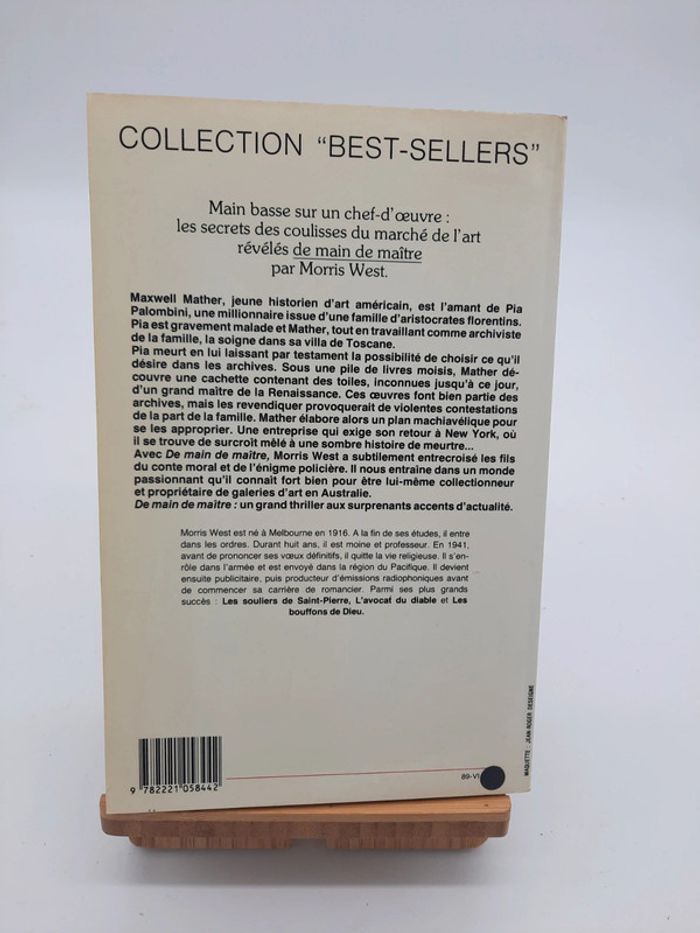 COLLECTION "BEST-SELLERS"
Main basse sur un chef-d'œuvre :
les secrets des coulisses du marché de l'art
révélés de main de maître
par Morris West.
Maxwell Mather, jeune historien d'art américain, est l'amant de Pia
Palombini, une millionnaire issue d'une famille d'aristocrates florentins.
Pia est gravement malade et Mather, tout en travaillant comme archiviste
de la famille, la soigne dans sa villa de Toscane.
Pia meurt en lui laissant par testament la possibilité de choisir ce qu'il
désire dans les archives. Sous une pile de livres moisis, Mather dé-
couvre une cachette contenant des toiles, inconnues jusqu'à ce jour,
d'un grand maître de la Renaissance. Ces œuvres font bien partie des
archives, mais les revendiquer provoquerait de violentes contestations
de la part de la famille. Mather élabore alors un plan machiavélique pour
se les approprier. Une entreprise qui exige son retour à New York, où
il se trouve de surcroît mêlé à une sombre histoire de meurtre...
Avec De main de maître, Morris West a subtilement entrecroisé les fils
du conte moral et de l'énigme policière. Il nous entraîne dans un monde
passionnant qu'il connaît fort bien pour être lui-même collectionneur
et propriétaire de galeries d'art en Australie.
De main de maître : un grand thriller aux surprenants accents d'actualité.
Morris West est né à Melbourne en 1916. A la fin de ses études, il entre
dans les ordres. Durant huit ans, il est moine et professeur. En 1941,
avant de prononcer ses vœux définitifs, il quitte la vie religieuse. Il s'en-
rôle dans l'armée et est envoyé dans la région du Pacifique. Il devient
ensuite publicitaire, puis producteur d'émissions radiophoniques avant
de commencer sa carrière de romancier. Parmi ses plus grands
succès : Les souliers de Saint-Pierre, L'avocat du diable et Les
bouffons de Dieu.
MAQUETTE : JEAN-ROGER DESEIGNE
89-VI
9 782221 058442